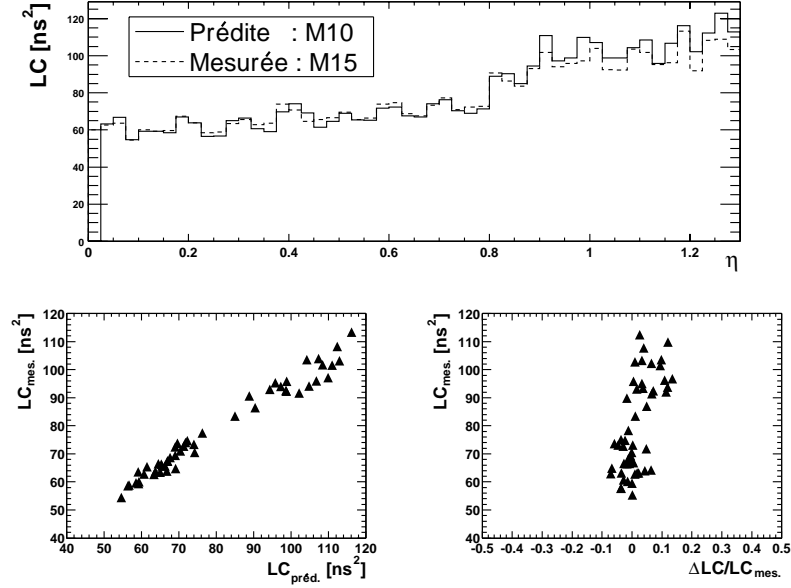 LC [ns²]
Prédite : M10
Mesurée : M15
120
100
80
60
40
20
0
0 0.2 0.4 0.6 0.8 1 1.2
η
LCmes. [ns²]
120
110
100
90
80
70
60
50
40
40 50 60 70 80 90 100 110 120
LCpréd. [ns²]
LCmes. [ns²]
120
110
100
90
80
70
60
50
40
-0.5 -0.4 -0.3 -0.2 -0.1 0 0.1 0.2 0.3 0.4 0.5
ΔLC/LCmes.